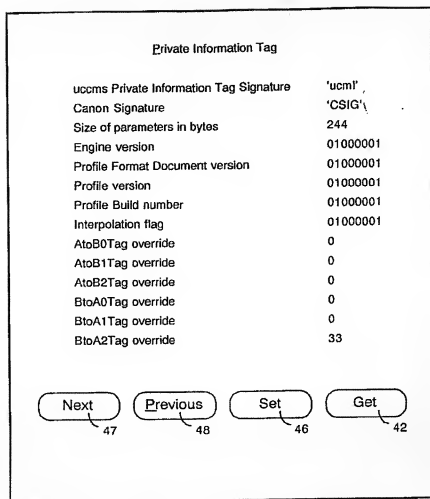 Private Information Tag
uccms Private Information Tag Signature 'ucml'
Canon Signature 'CSIG'\
Size of parameters in bytes 244
Engine version 01000001
Profile Format Document version 01000001
Profile version 01000001
Profile Build number 01000001
Interpolation flag 01000001
AtoB0Tag override 0
AtoB1Tag override 0
AtoB2Tag override 0
BtoA0Tag override 0
BtoA1Tag override 0
BtoA2Tag override 33
Next Previous Set Get
47 48 46 42